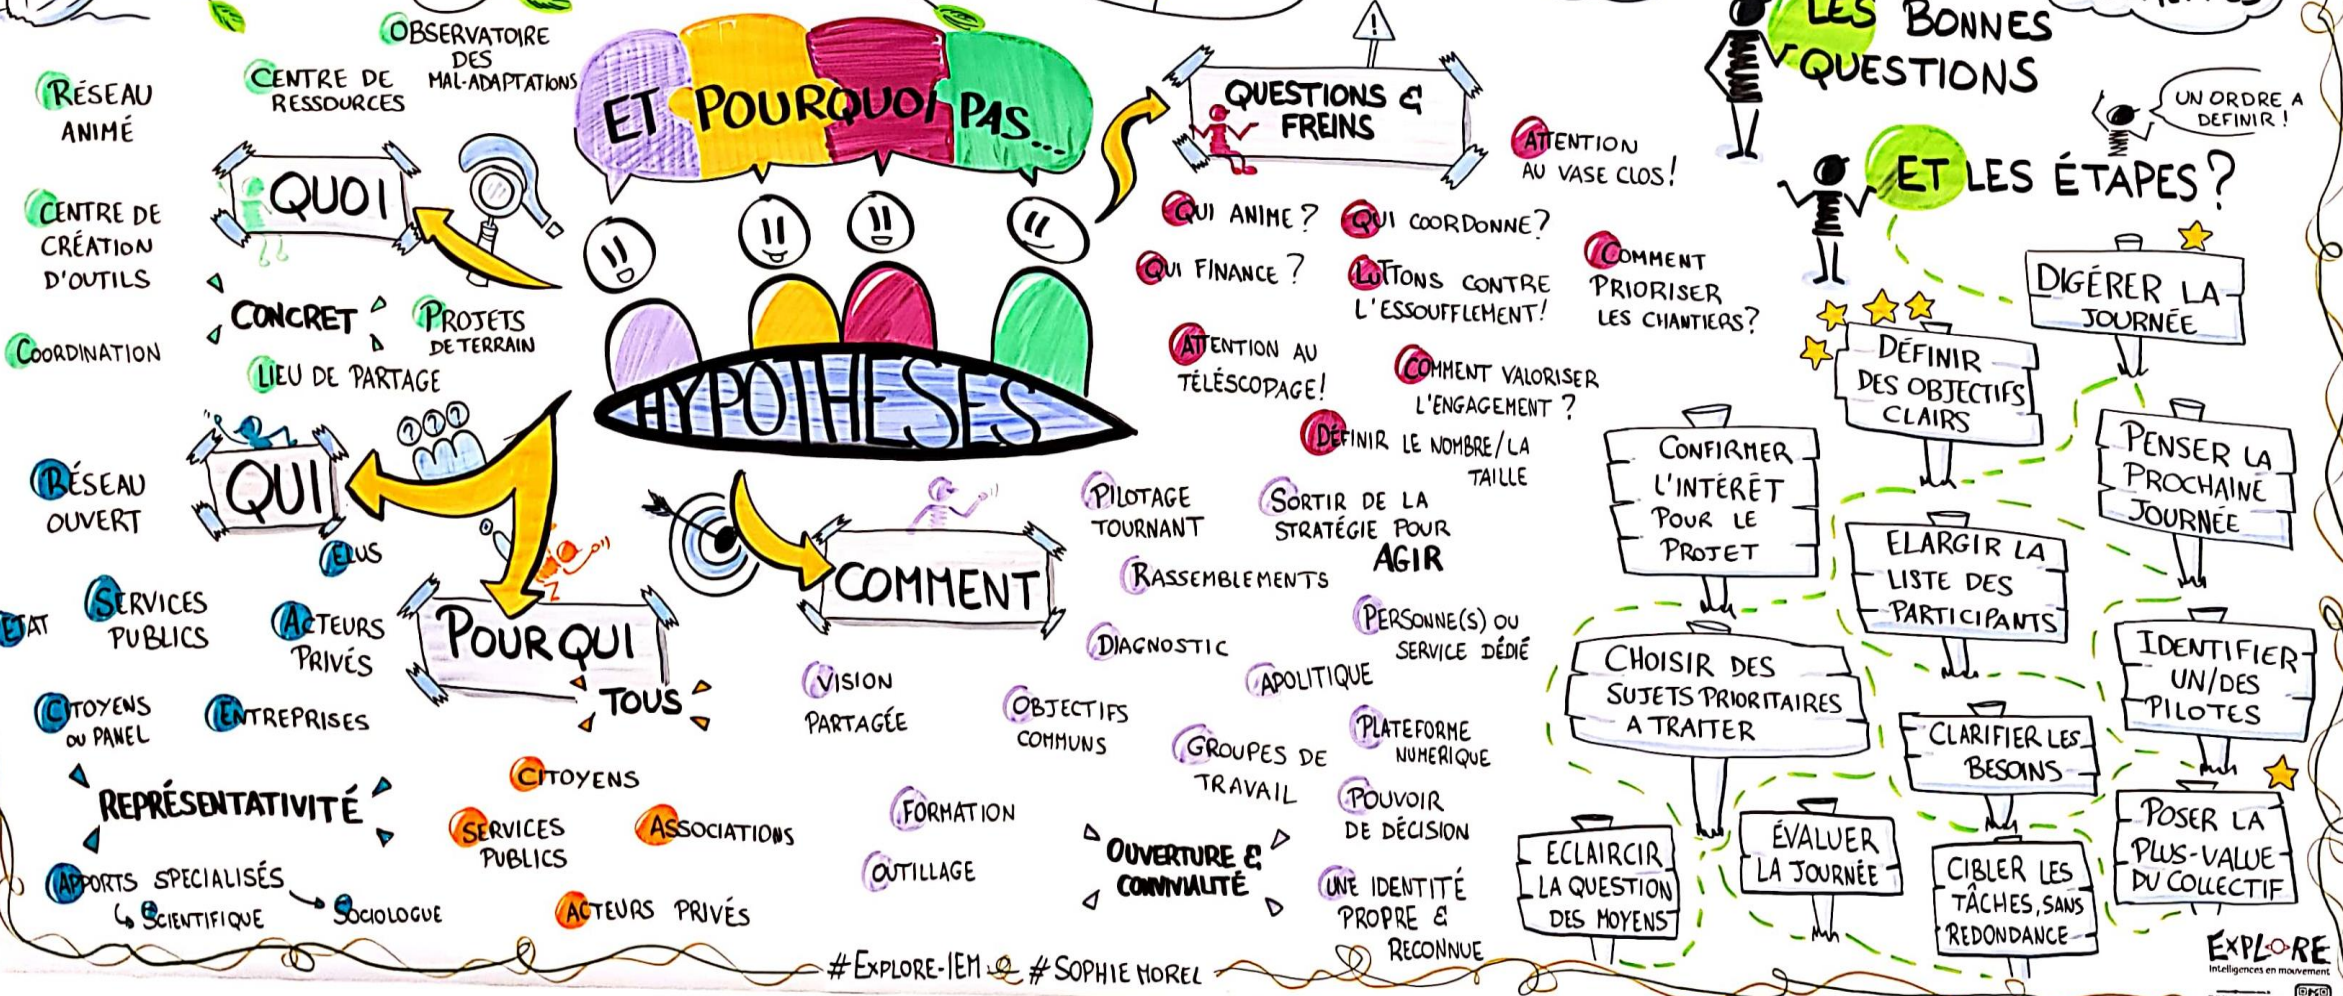 OBSERVATOIRE
DES
MAL-ADAPTATIONS
RÉSEAU
ANIMÉ
CENTRE DE
RESSOURCES
CENTRE DE
CRÉATION
D'OUTILS
QUOI
CONCRET
PROJETS
DE TERRAIN
COORDINATION
LIEU DE PARTAGE
ET POURQUOI PAS...
HYPOTHESES
QUESTIONS &
FREINS
ATTENTION
AU VASE CLOS!
QUI ANIME?
QUI COORDONNE?
QUI FINANCE?
LUTTONS CONTRE
L'ESSOUFFLEMENT!
COMMENT
PRIORISER
LES CHANTIERS?
ATTENTION AU
TÉLÉSCOPAGE!
COMMENT VALORISER
L'ENGAGEMENT?
DÉFINIR LE NOMBRE/LA
TAILLE
QUI
???
RÉSEAU
OUVERT
ELUS
ETAT
SERVICES
PUBLICS
ACTEURS
PRIVÉS
CITOYENS
OU PANEL
ENTREPRISES
REPRÉSENTATIVITÉ
APPORTS SPECIALISÉS
SCIENTIFIQUE
SOCIOLOGUE
POUR QUI
TOUS
CITOYENS
SERVICES
PUBLICS
ASSOCIATIONS
ACTEURS PRIVÉS
COMMENT
PILOTAGE
TOURNANT
SORTIR DE LA
STRATÉGIE POUR
AGIR
RASSEMBLEMENTS
PERSONNE(S) OU
SERVICE DÉDIÉ
DIAGNOSTIC
APOLITIQUE
VISION
PARTAGÉE
OBJECTIFS
COMMUNS
PLATEFORME
NUMERIQUE
GROUPES DE
TRAVAIL
POUVOIR
DE DÉCISION
FORMATION
OUTILLAGE
OUVERTURE &
CONVIVIALITÉ
UNE IDENTITÉ
PROPRE &
RECONNUE
LES BONNES
QUESTIONS
UN ORDRE A
DEFINIR!
ET LES ÉTAPES?
DIGÉRER LA
JOURNÉE
DÉFINIR
DES OBJECTIFS
CLAIRS
PENSER LA
PROCHAINE
JOURNÉE
CONFIRMER
L'INTÉRÊT
POUR LE
PROJET
ELARGIR LA
LISTE DES
PARTICIPANTS
IDENTIFIER
UN/DES
PILOTES
CHOISIR DES
SUJETS PRIORITAIRES
A TRAITER
CLARIFIER LES
BESOINS
POSER LA
PLUS-VALUE
DU COLLECTIF
ECLAIRCIR
LA QUESTION
DES MOYENS
ÉVALUER
LA JOURNÉE
CIBLER LES
TÂCHES, SANS
REDONDANCE
#EXPLORE-IEM & #SOPHIE MOREL
EXPLORE
Intelligences en mouvement